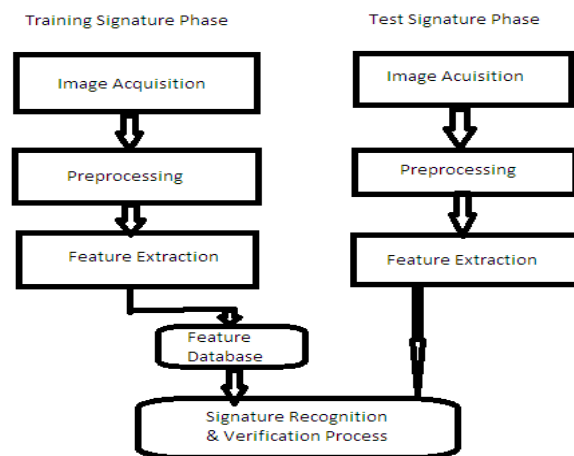 Training Signature Phase
Image Acquisition
Preprocessing
Feature Extraction
Feature
Database
Test Signature Phase
Image Acuisition
Preprocessing
Feature Extraction
Signature Recognition
& Verification Process